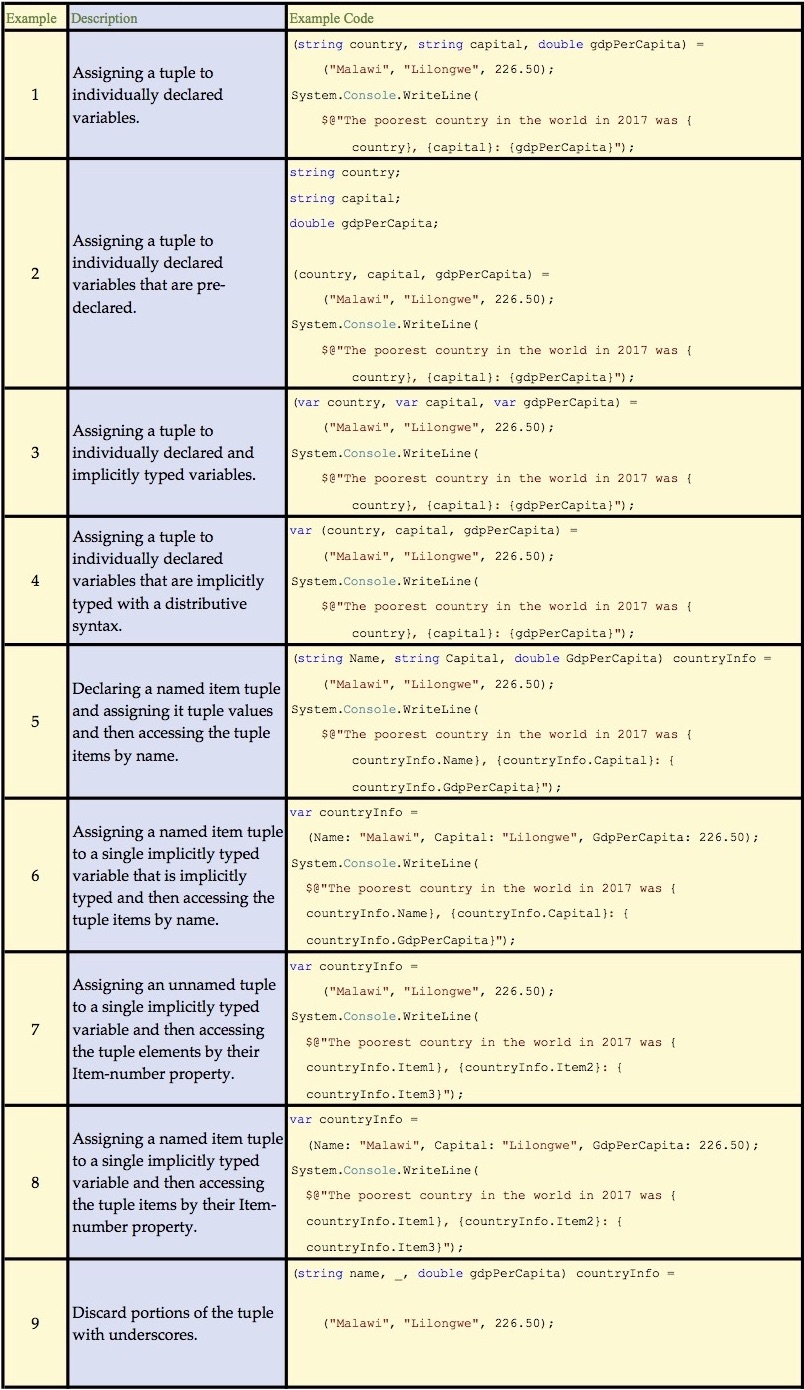 Example Description Example Code
1
Assigning a tuple to
individually declared
variables.
(string country, string capital, double gdpPerCapita) =
("Malawi", "Lilongwe", 226.50);
System.Console.WriteLine(
$@"The poorest country in the world in 2017 was {
country}, {capital}: {gdpPerCapita}");
2
Assigning a tuple to
individually declared
variables that are pre-
declared.
string country;
string capital;
double gdpPerCapita;
(country, capital, gdpPerCapita) =
("Malawi", "Lilongwe", 226.50);
System.Console.WriteLine(
$@"The poorest country in the world in 2017 was {
country}, {capital}: {gdpPerCapita}");
3
Assigning a tuple to
individually declared and
implicitly typed variables.
(var country, var capital, var gdpPerCapita) =
("Malawi", "Lilongwe", 226.50);
System.Console.WriteLine(
$@"The poorest country in the world in 2017 was {
country}, {capital}: {gdpPerCapita}");
4
Assigning a tuple to
individually declared
variables that are implicitly
typed with a distributive
syntax.
var (country, capital, gdpPerCapita) =
("Malawi", "Lilongwe", 226.50);
System.Console.WriteLine(
$@"The poorest country in the world in 2017 was {
country}, {capital}: {gdpPerCapita}");
5
Declaring a named item tuple
and assigning it tuple values
and then accessing the tuple
items by name.
(string Name, string Capital, double GdpPerCapita) countryInfo =
("Malawi", "Lilongwe", 226.50);
System.Console.WriteLine(
$@"The poorest country in the world in 2017 was {
countryInfo.Name}, {countryInfo.Capital}: {
countryInfo.GdpPerCapita}");
6
Assigning a named item tuple
to a single implicitly typed
variable that is implicitly
typed and then accessing the
tuple items by name.
var countryInfo =
(Name: "Malawi", Capital: "Lilongwe", GdpPerCapita: 226.50);
System.Console.WriteLine(
$@"The poorest country in the world in 2017 was {
countryInfo.Name}, {countryInfo.Capital}: {
countryInfo.GdpPerCapita}");
7
Assigning an unnamed tuple
to a single implicitly typed
variable and then accessing
the tuple elements by their
Item-number property.
var countryInfo =
("Malawi", "Lilongwe", 226.50);
System.Console.WriteLine(
$@"The poorest country in the world in 2017 was {
countryInfo.Item1}, {countryInfo.Item2}: {
countryInfo.Item3}");
8
Assigning a named item tuple
to a single implicitly typed
variable and then accessing
the tuple items by their Item-
number property.
var countryInfo =
(Name: "Malawi", Capital: "Lilongwe", GdpPerCapita: 226.50);
System.Console.WriteLine(
$@"The poorest country in the world in 2017 was {
countryInfo.Item1}, {countryInfo.Item2}: {
countryInfo.Item3}");
9
Discard portions of the tuple
with underscores.
(string name, _, double gdpPerCapita) countryInfo =
("Malawi", "Lilongwe", 226.50);